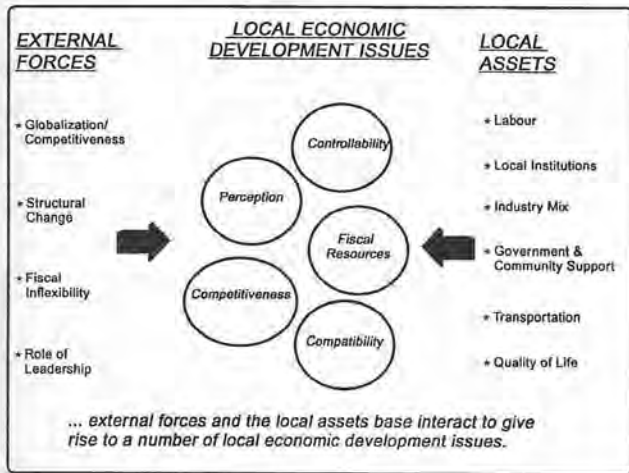 EXTERNAL
FORCES
* Globalization/
Competitiveness
* Structural
Change
* Fiscal
Inflexibility
* Role of
Leadership
LOCAL ECONOMIC
DEVELOPMENT ISSUES
Controllability
Perception
Fiscal
Resources
Competitiveness
Compatibility
LOCAL
ASSETS
* Labour
* Local Institutions
* Industry Mix
* Government &
Community Support
* Transportation
* Quality of Life
... external forces and the local assets base interact to give
rise to a number of local economic development issues.